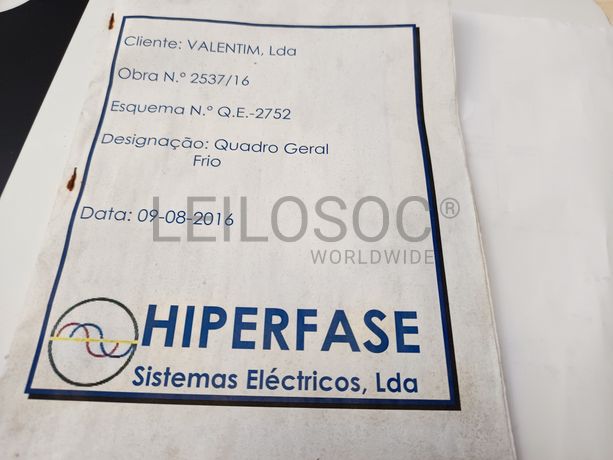 Cliente: VALENTIM, Lda
Obra N.º 2537/16
Esquema N.º Q.E.-2752
Designação: Quadro Geral
Frio
Data: 09-08-2016
LEILOSOC®
WORLDWIDE
HIPERFASE
Sistemas Eléctricos, Lda